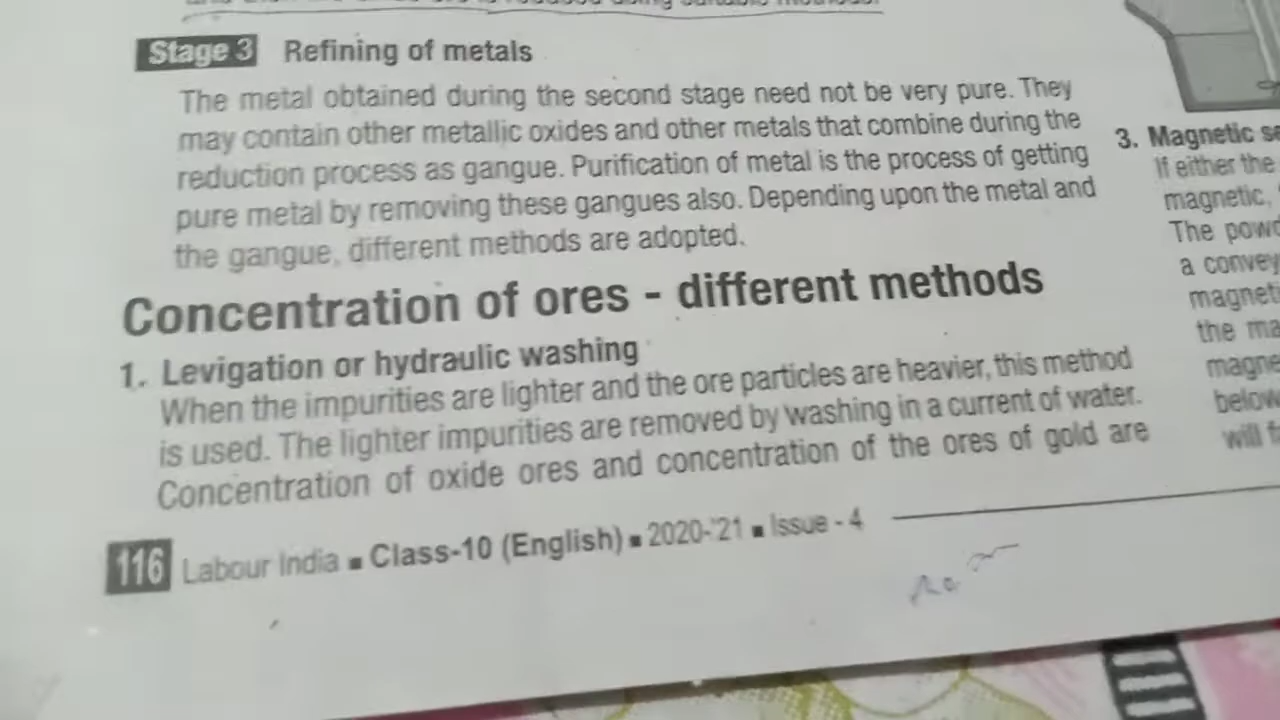 Stage 3 Refining of metals
The metal obtained during the second stage need not be very pure. They
may contain other metallic oxides and other metals that combine during the
reduction process as gangue. Purification of metal is the process of getting
pure metal by removing these gangues also. Depending upon the metal and
the gangue, different methods are adopted.
Concentration of ores - different methods
1. Levigation or hydraulic washing
When the impurities are lighter and the ore particles are heavier, this method
is used. The lighter impurities are removed by washing in a current of water.
Concentration of oxide ores and concentration of the ores of gold are
116 Labour India ■ Class-10 (English) ■ 2020-'21 ■ Issue - 4
3. Magnetic
If either the
magnetic,
The
a
the
below
will